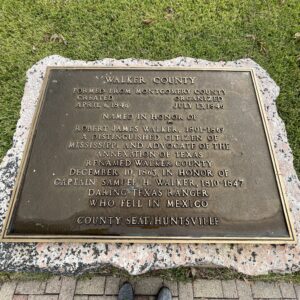 WALKER COUNTY
FORMED FROM MONTGOMERY COUNTY
CREATED ORGANIZED
APRIL 6, 1846 JULY 13, 1846
NAMED IN HONOR OF
ROBERT JAMES WALKER, 1801-1869
A DISTINGUISHED CITIZEN OF
MISSISSIPPI AND ADVOCATE OF THE
ANNEXATION OF TEXAS
RENAMED WALKER COUNTY
DECEMBER 10, 1863, IN HONOR OF
CAPTAIN SAMUEL H. WALKER, 1810-1847
DARING TEXAS RANGER
WHO FELL IN MEXICO
COUNTY SEAT, HUNTSVILLE